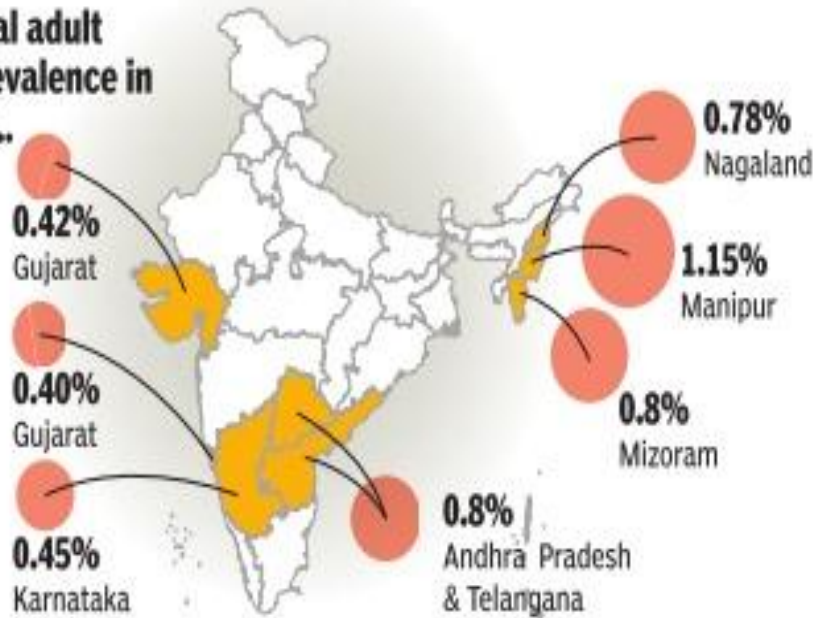 al adult
evalence in
..
0.42%
Gujarat
0.40%
Gujarat
0.45%
Karnataka
0.78%
Nagaland
1.15%
Manipur
0.8%
Mizoram
0.8%
Andhra Pradesh
& Telangana